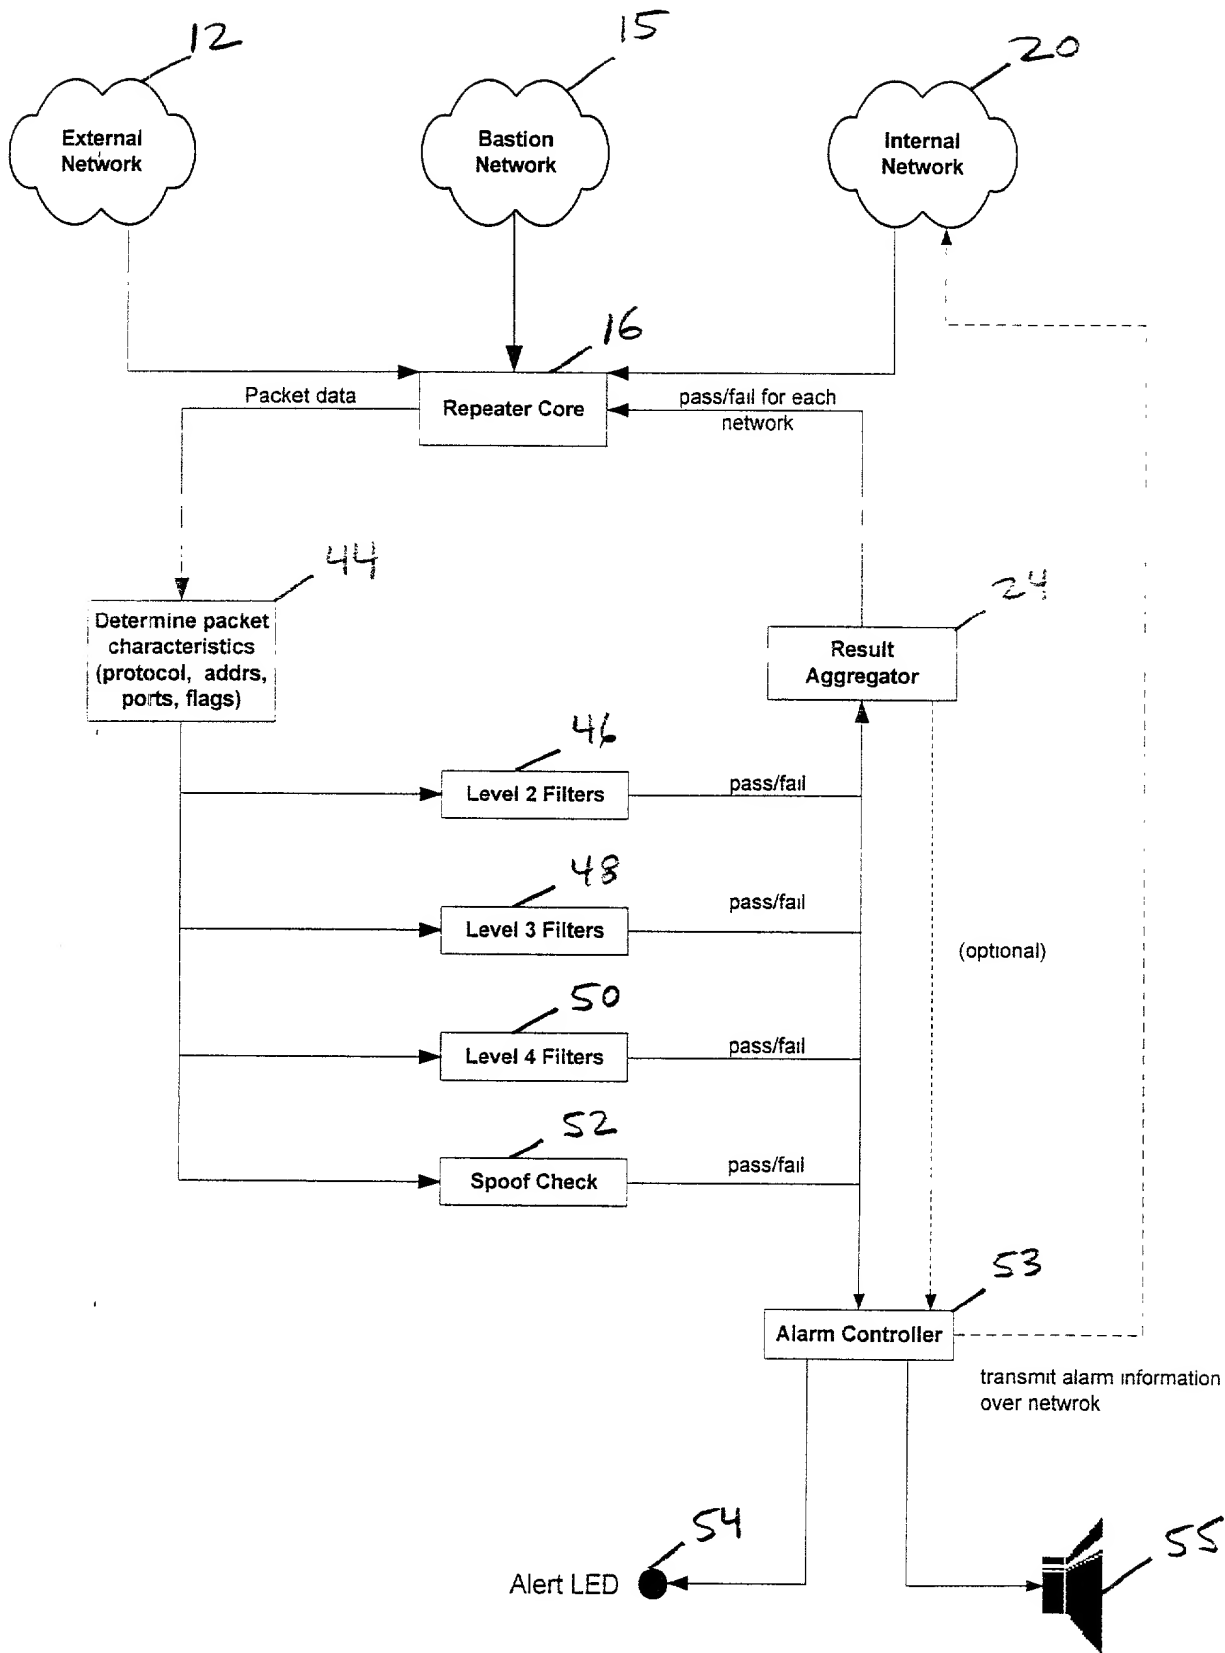 12
15
20
External
Network
Bastion
Network
Internal
Network
16
Packet data
Repeater Core
pass/fail for each
network
44
24
Determine packet
characteristics
(protocol, addrs,
ports, flags)
Result
Aggregator
46
Level 2 Filters
pass/fail
48
Level 3 Filters
pass/fail
(optional)
50
Level 4 Filters
pass/fail
52
Spoof Check
pass/fail
53
Alarm Controller
transmit alarm information
over netwrok
54
Alert LED
55